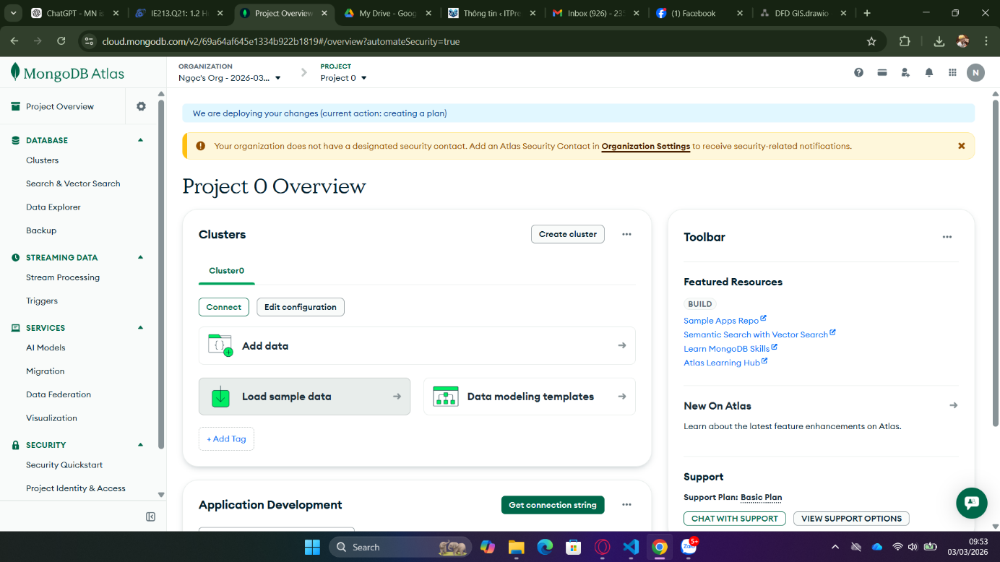 ChatGPT - MN is
IE213.Q21: 1.2 H
Project Overview
My Drive - Goog
Thông tin ‹ ITPre
Inbox (926) - 235
(1) Facebook
DFD GIS.drawio
cloud.mongodb.com/v2/69a64af645e1334b922b1819#/overview?automateSecurity=true
MongoDB Atlas
ORGANIZATION
Ngọc's Org - 2026-03...
PROJECT
Project 0
N
Project Overview
DATABASE
Clusters
Search & Vector Search
Data Explorer
Backup
STREAMING DATA
Stream Processing
Triggers
SERVICES
AI Models
Migration
Data Federation
Visualization
SECURITY
Security Quickstart
Project Identity & Access
We are deploying your changes (current action: creating a plan)
Your organization does not have a designated security contact. Add an Atlas Security Contact in Organization Settings to receive security-related notifications.
Project 0 Overview
Clusters
Create cluster
Cluster0
Connect
Edit configuration
Add data
Load sample data
Data modeling templates
+ Add Tag
Application Development
Get connection string
Toolbar
Featured Resources
BUILD
Sample Apps Repo
Semantic Search with Vector Search
Learn MongoDB Skills
Atlas Learning Hub
New On Atlas
Learn about the latest feature enhancements on Atlas.
Support
Support Plan: Basic Plan
CHAT WITH SUPPORT
VIEW SUPPORT OPTIONS
Search
Zalo
5+
09:53
03/03/2026